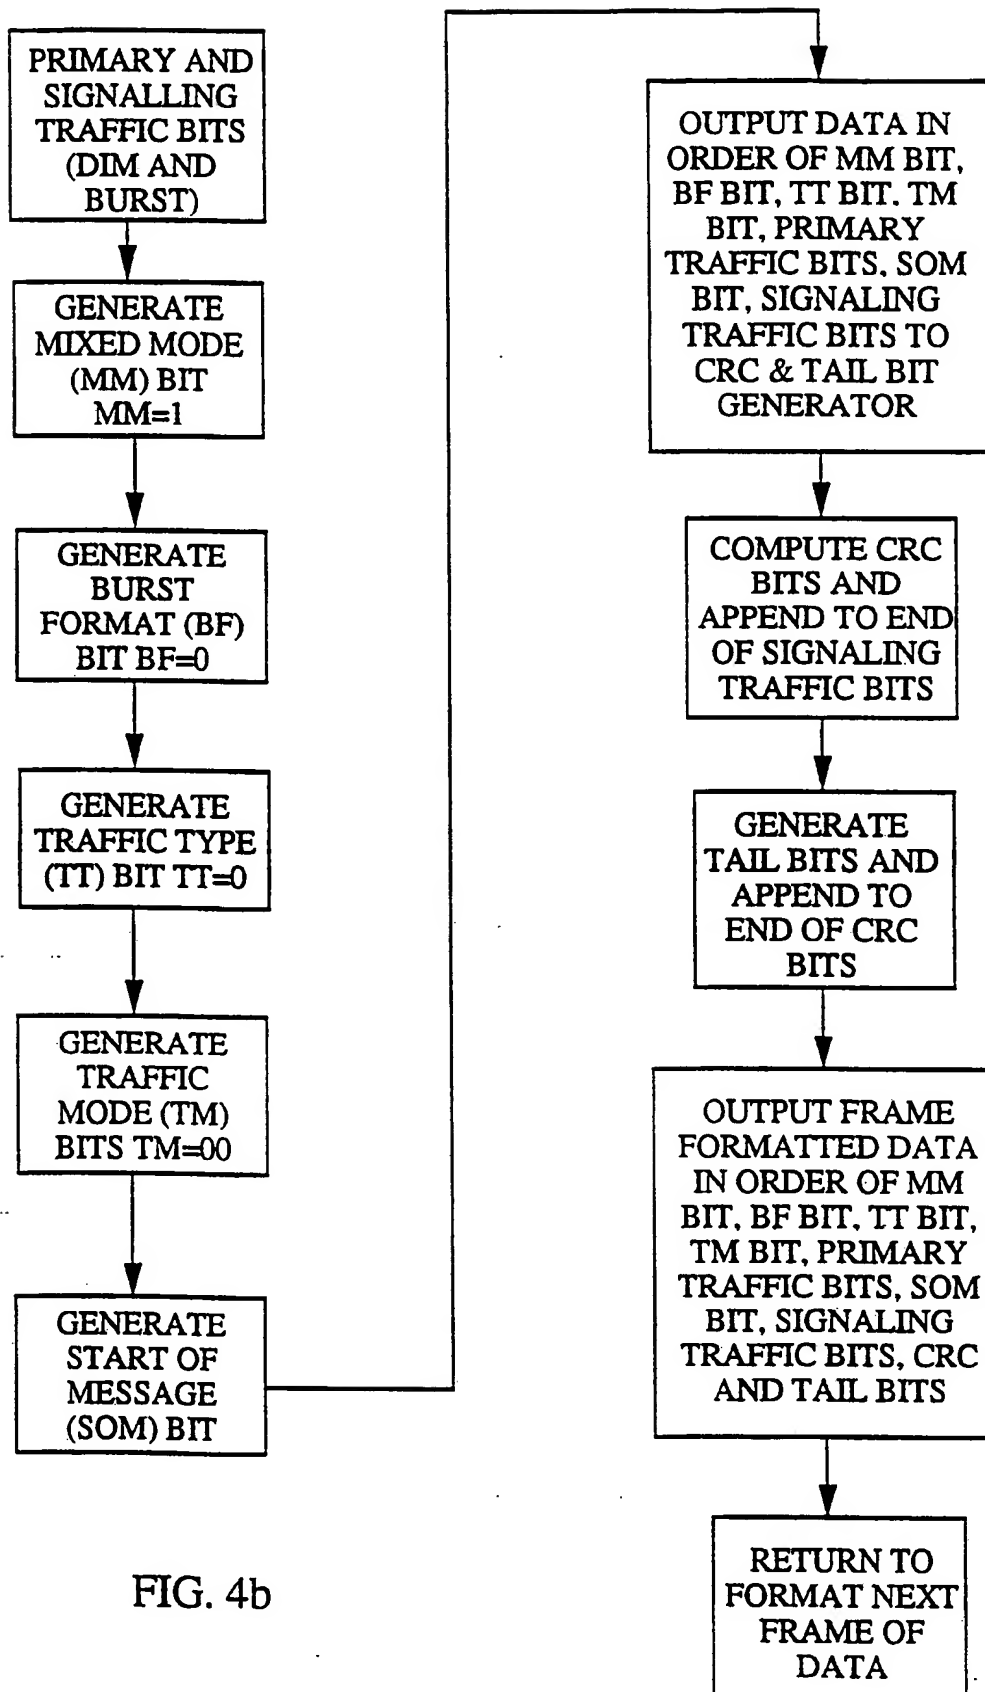 PRIMARY AND
SIGNALLING
TRAFFIC BITS
(DIM AND
BURST)
GENERATE
MIXED MODE
(MM) BIT
MM=1
GENERATE
BURST
FORMAT (BF)
BIT BF=0
GENERATE
TRAFFIC TYPE
(TT) BIT TT=0
GENERATE
TRAFFIC
MODE (TM)
BITS TM=00
GENERATE
START OF
MESSAGE
(SOM) BIT
OUTPUT DATA IN
ORDER OF MM BIT,
BF BIT, TT BIT. TM
BIT, PRIMARY
TRAFFIC BITS, SOM
BIT, SIGNALING
TRAFFIC BITS TO
CRC & TAIL BIT
GENERATOR
COMPUTE CRC
BITS AND
APPEND TO END
OF SIGNALING
TRAFFIC BITS
GENERATE
TAIL BITS AND
APPEND TO
END OF CRC
BITS
OUTPUT FRAME
FORMATTED DATA
IN ORDER OF MM
BIT, BF BIT, TT BIT,
TM BIT, PRIMARY
TRAFFIC BITS, SOM
BIT, SIGNALING
TRAFFIC BITS, CRC
AND TAIL BITS
RETURN TO
FORMAT NEXT
FRAME OF
DATA
FIG. 4b